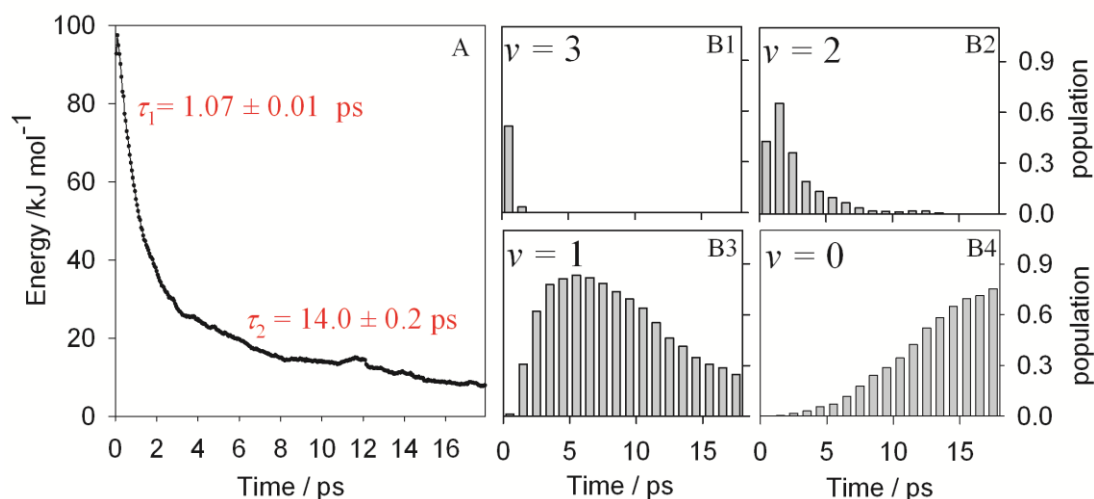 A
Energy /kJ mol⁻¹
100
80
60
40
20
0
τ₁= 1.07 ± 0.01 ps
τ₂ = 14.0 ± 0.2 ps
0 2 4 6 8 10 12 14 16
Time / ps
v = 3
B1
v = 2
B2
0.9
0.6
0.3
0.0
population
v = 1
B3
v = 0
B4
0.9
0.6
0.3
0.0
population
0 5 10 15
Time / ps
0 5 10 15
Time / ps